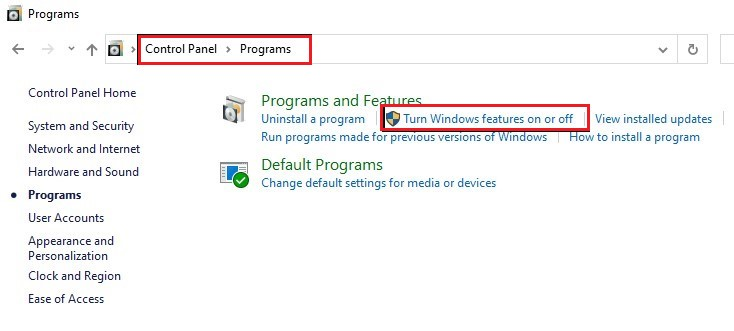 Programs
Control Panel > Programs
Control Panel Home
System and Security
Network and Internet
Hardware and Sound
Programs
User Accounts
Appearance and
Personalization
Clock and Region
Ease of Access
Programs and Features
Uninstall a program | Turn Windows features on or off | View installed updates |
Run programs made for previous versions of Windows | How to install a program
Default Programs
Change default settings for media or devices